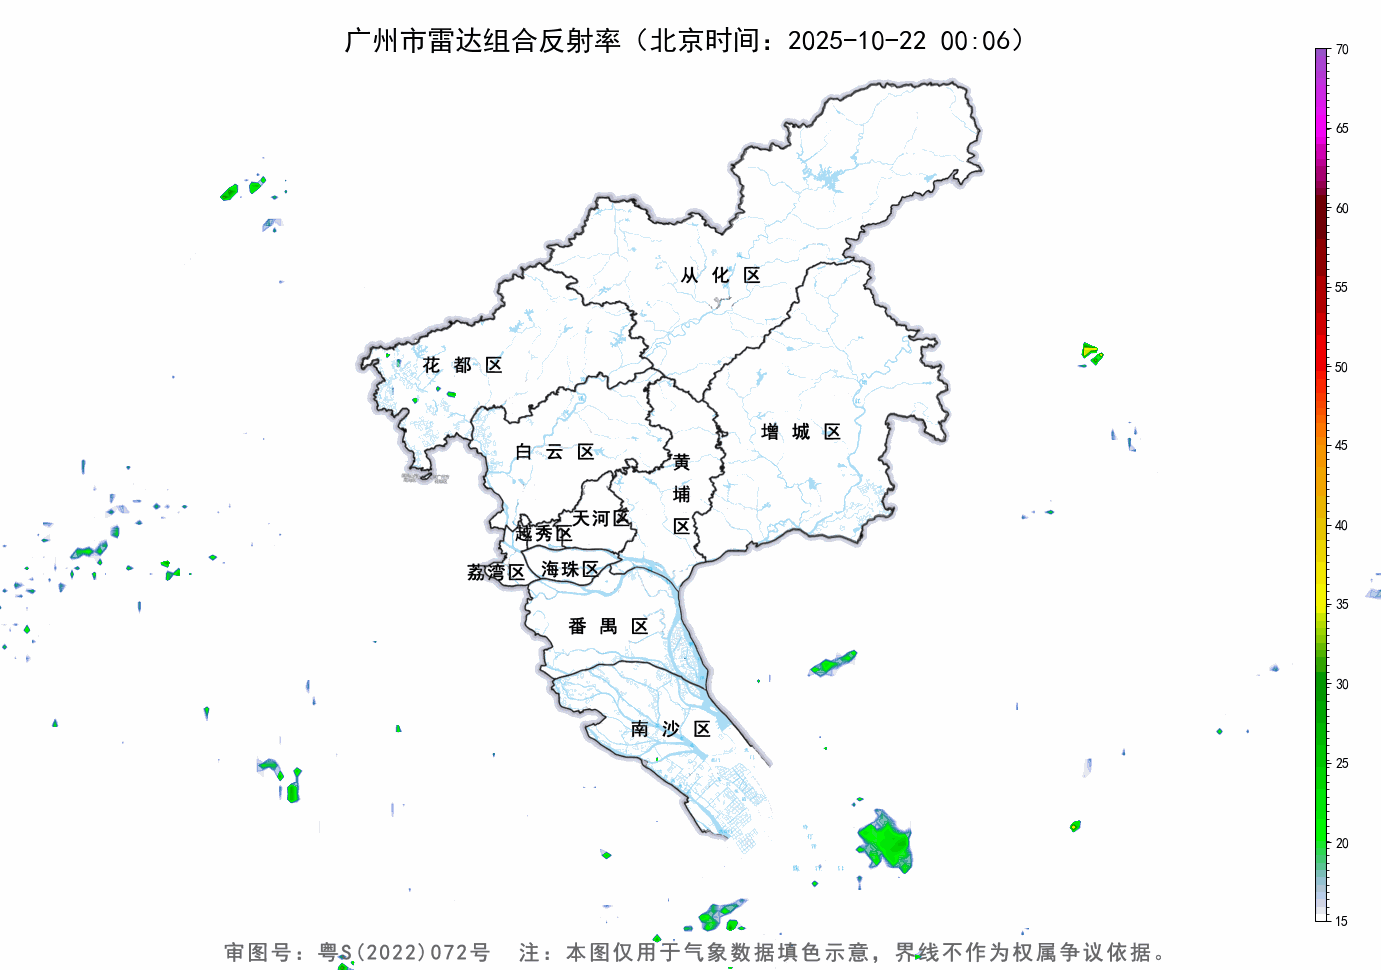 广州市雷达组合反射率（北京时间：2025-10-22 00:06）
70
65
60
55
50
45
40
35
30
25
20
15
从化区
花都区
增城区
白云区
黄埔区
天河区
越秀区
荔湾区
海珠区
番禺区
南沙区
审图号：粤S(2022)072号 注：本图仅用于气象数据填色示意，界线不作为权属争议依据。